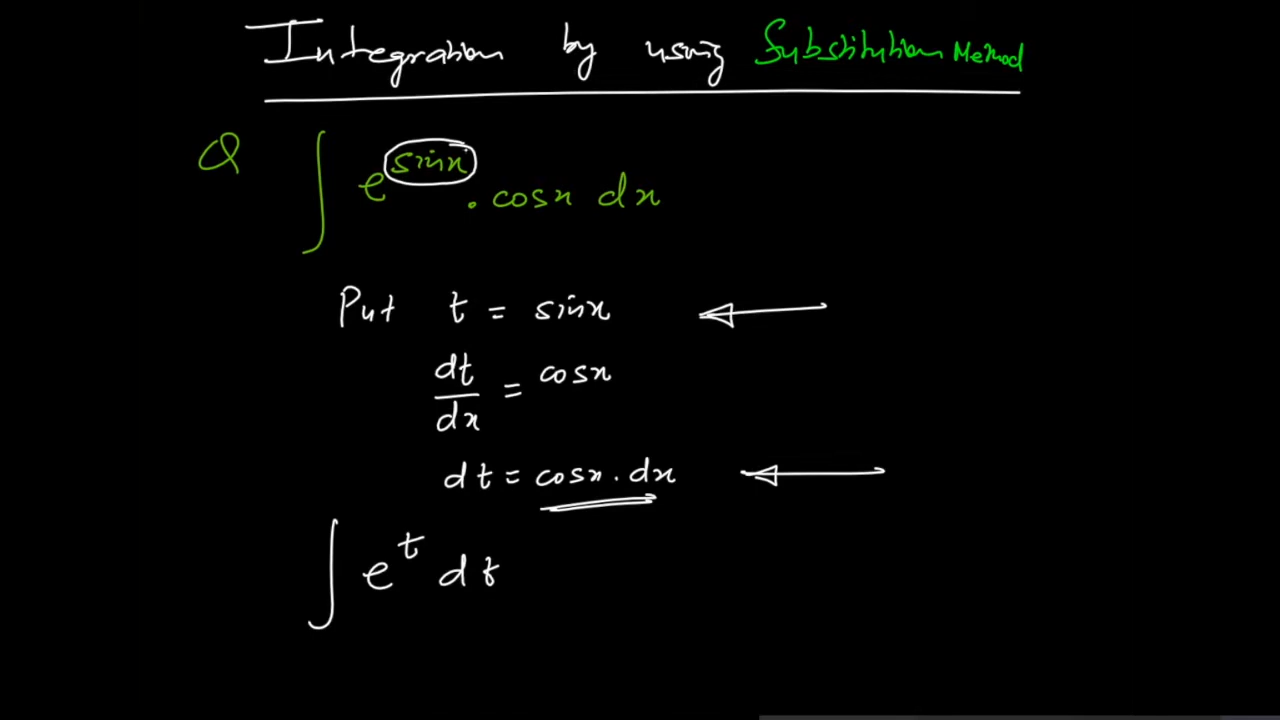 Integration by using Substitution Method
Q ∫ e^sinx . cosx dx
Put t = sinx
dt/dx = cosx
dt = cosx . dx
∫ e^t dt